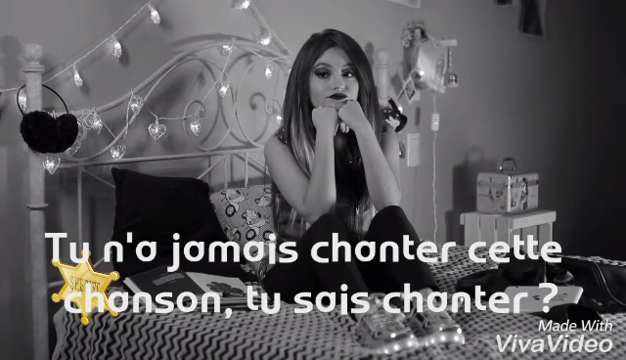 Tu n'a jamais chanter cette
chanson, tu sais chanter ?
Made With
VivaVideo